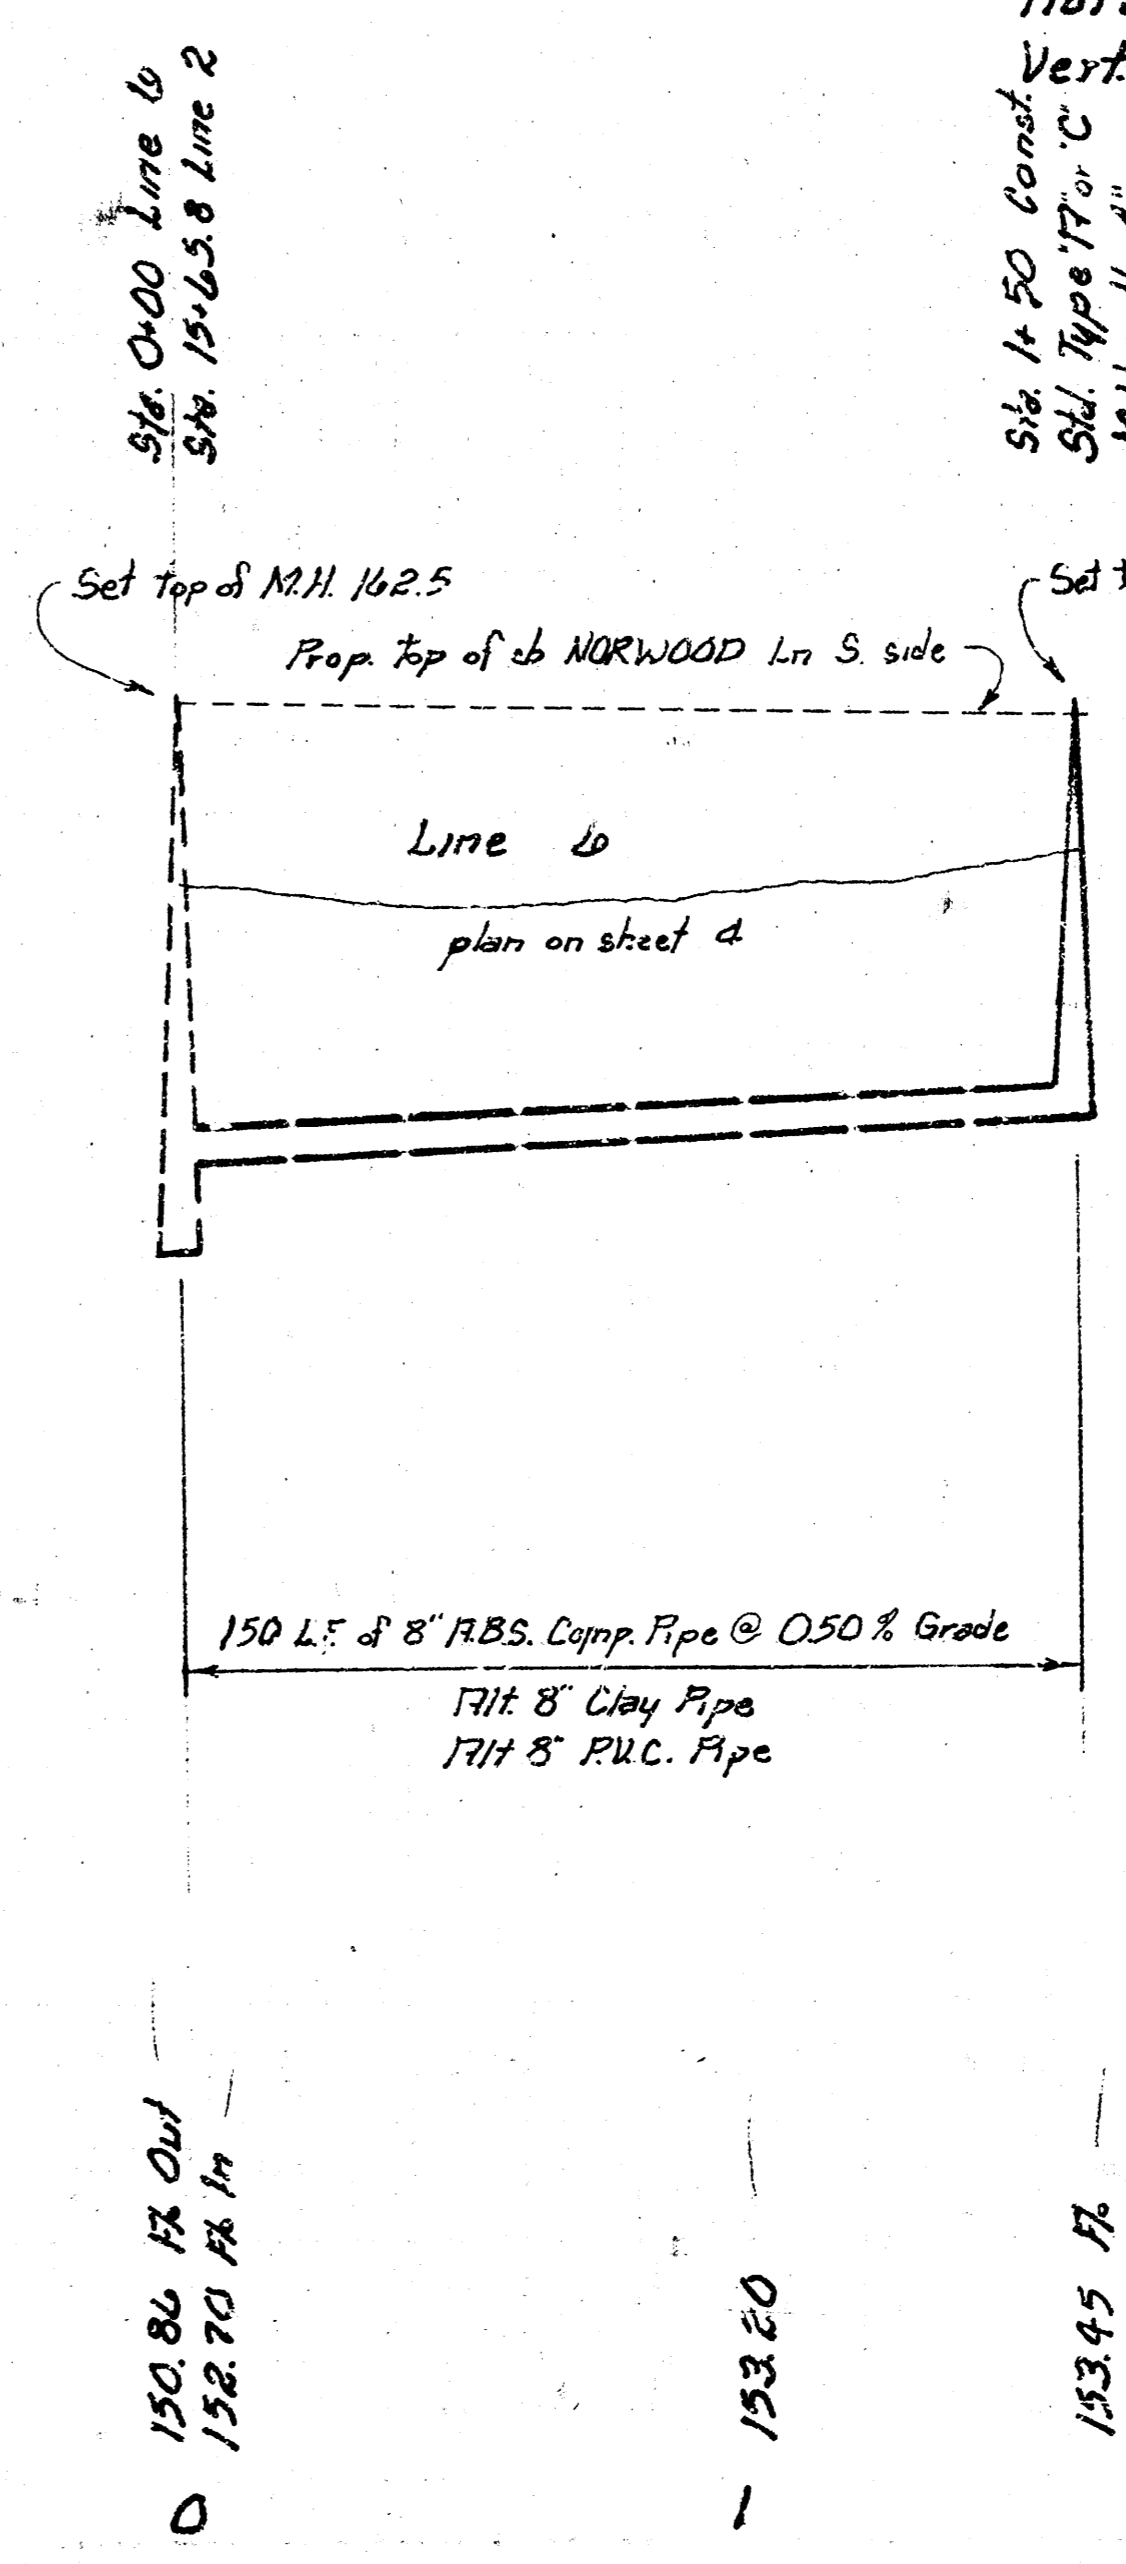 Vert.
Sta. 0+00 Line 6
Sta. 15+65.8 Line 2
Sta. 1+50 Const.
Std. Type "A" or "C"
Set top of M.H. 162.5
Set
Prop. top of cb NORWOOD Ln S. side
Line 6
plan on sheet 4
150 L.F. of 8" A.B.S. Comp. Pipe @ 0.50 % Grade
Alt. 8" Clay Pipe
Alt 8" P.V.C. Pipe
150.86 FL Out
152.70 FL In
153.20
153.45 FL
0
1